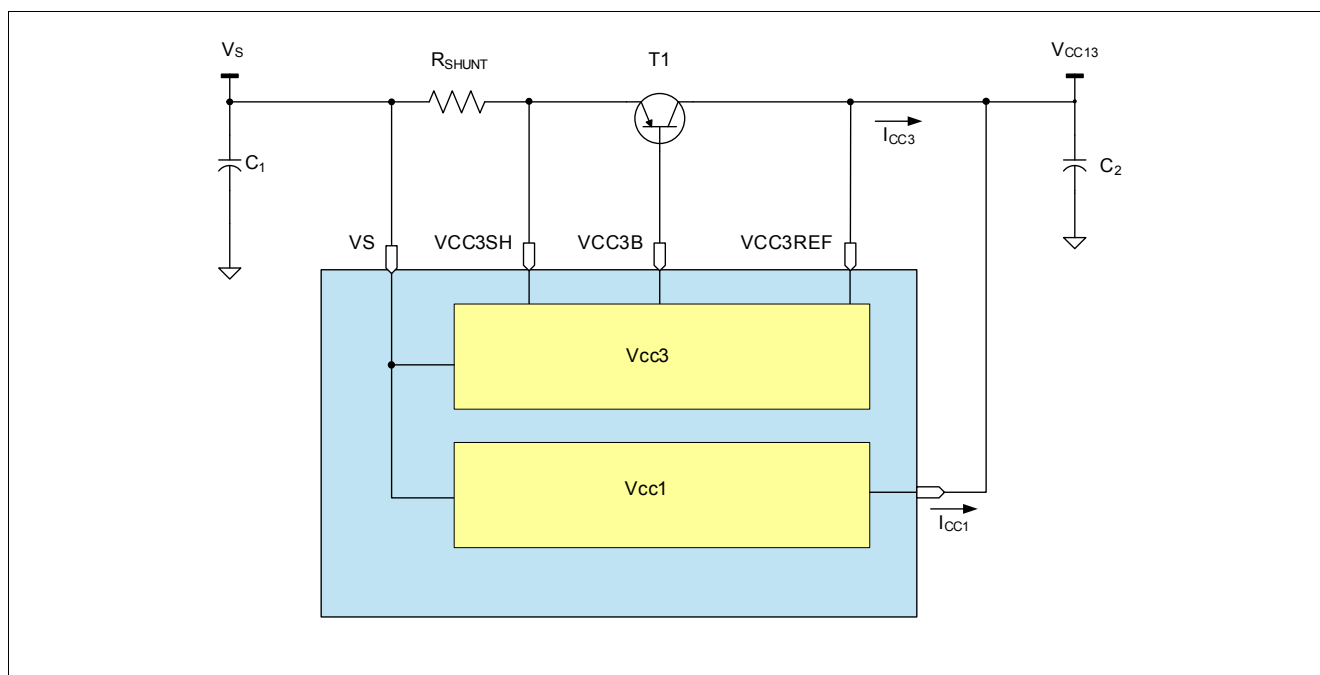 VS
RSHUNT
T1
VCC13
ICC3
C1
C2
VS
VCC3SH
VCC3B
VCC3REF
Vcc3
Vcc1
ICC1